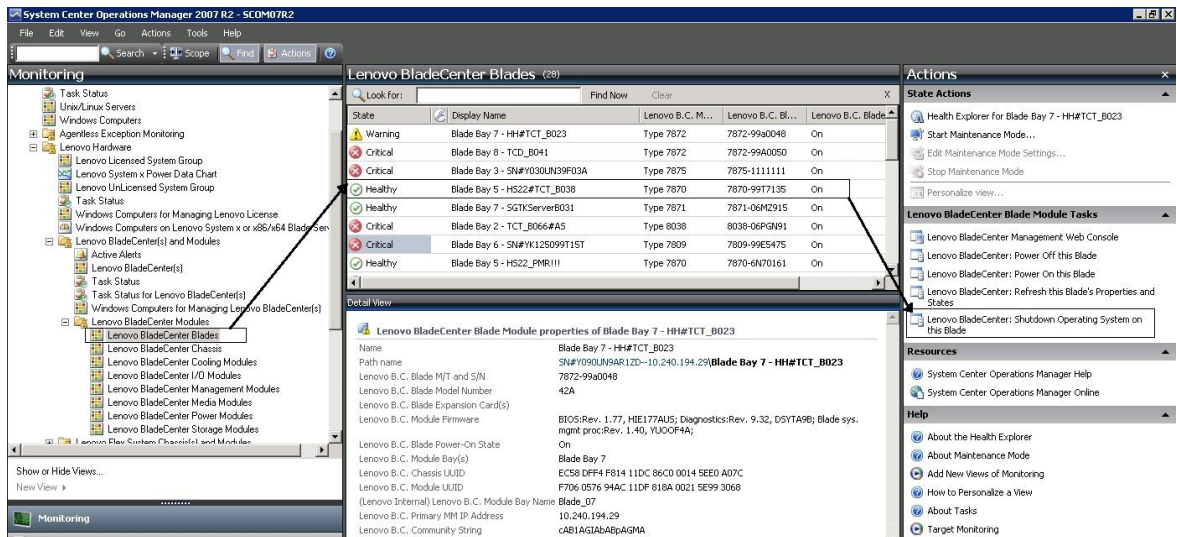 System Center Operations Manager 2007 R2 - SCOM07R2
File Edit View Go Actions Tools Help
Search Scope Find Actions
Monitoring
Task Status
Unix/Linux Servers
Windows Computers
Agentless Exception Monitoring
Lenovo Hardware
Lenovo Licensed System Group
Lenovo System x Power Data Chart
Lenovo UnLicensed System Group
Task Status
Windows Computers for Managing Lenovo License
Windows Computers on Lenovo System x or x86/x64 Blade Serv
Lenovo BladeCenter(s) and Modules
Active Alerts
Lenovo BladeCenter(s)
Task Status
Task Status for Lenovo BladeCenter(s)
Windows Computers for Managing Lenovo BladeCenter(s)
Lenovo BladeCenter Modules
Lenovo BladeCenter Blades
Lenovo BladeCenter Chassis
Lenovo BladeCenter Cooling Modules
Lenovo BladeCenter I/O Modules
Lenovo BladeCenter Management Modules
Lenovo BladeCenter Media Modules
Lenovo BladeCenter Power Modules
Lenovo BladeCenter Storage Modules
Lenovo Flex System Chassis(s) and Modules
Show or Hide Views...
New View
Monitoring
Lenovo BladeCenter Blades (28)
Look for: Find Now Clear X
State Display Name Lenovo B.C. M... Lenovo B.C. Bl... Lenovo B.C. Blade
Warning Blade Bay 7 - HH#TCT_B023 Type 7872 7872-99a0048 On
Critical Blade Bay 8 - TCD_B041 Type 7872 7872-99A0050 On
Critical Blade Bay 3 - SN#Y030UN39F03A Type 7875 7875-1111111 On
Healthy Blade Bay 5 - HS22#TCT_B038 Type 7870 7870-99T7135 On
Healthy Blade Bay 7 - SGTKServerB031 Type 7871 7871-06MZ915 On
Critical Blade Bay 2 - TCT_B066#AS Type 8038 8038-06PGN91 On
Critical Blade Bay 6 - SN#YK125099T15T Type 7809 7809-99E5475 On
Healthy Blade Bay 5 - HS22_PMR!!! Type 7870 7870-6N70161 On
Detail View
Lenovo BladeCenter Blade Module properties of Blade Bay 7 - HH#TCT_B023
Name Blade Bay 7 - HH#TCT_B023
Path name SN#Y090UN9AR1ZD--10.240.194.29\Blade Bay 7 - HH#TCT_B023
Lenovo B.C. Blade M/T and S/N 7872-99a0048
Lenovo B.C. Blade Model Number 42A
Lenovo B.C. Blade Expansion Card(s)
Lenovo B.C. Module Firmware BIOS:Rev. 1.77, HIE177AUS; Diagnostics:Rev. 9.32, DSYTA9B; Blade sys.
mgmt proc:Rev. 1.40, YUOOF4A;
Lenovo B.C. Blade Power-On State On
Lenovo B.C. Module Bay(s) Blade Bay 7
Lenovo B.C. Chassis UUID EC58 DFF4 F814 11DC 86C0 0014 5EE0 A07C
Lenovo B.C. Module UUID F706 0576 94AC 11DF 818A 0021 5E99 3068
(Lenovo Internal) Lenovo B.C. Module Bay Name Blade_07
Lenovo B.C. Primary MM IP Address 10.240.194.29
Lenovo B.C. Community String cAB1AGIAbABpAGMA
Actions x
State Actions
Health Explorer for Blade Bay 7 - HH#TCT_B023
Start Maintenance Mode...
Edit Maintenance Mode Settings...
Stop Maintenance Mode
Personalize view...
Lenovo BladeCenter Blade Module Tasks
Lenovo BladeCenter Management Web Console
Lenovo BladeCenter: Power Off this Blade
Lenovo BladeCenter: Power On this Blade
Lenovo BladeCenter: Refresh this Blade's Properties and
States
Lenovo BladeCenter: Shutdown Operating System on
this Blade
Resources
System Center Operations Manager Help
System Center Operations Manager Online
Help
About the Health Explorer
About Maintenance Mode
Add New Views of Monitoring
How to Personalize a View
About Tasks
Target Monitoring